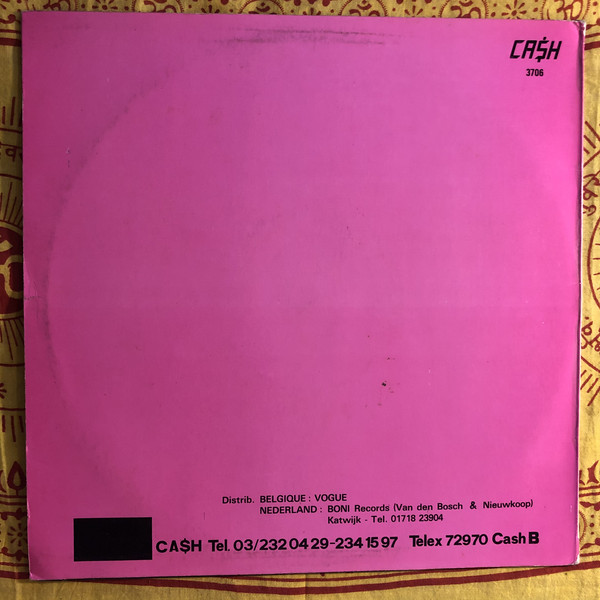 CA$H
3706
Distrib. BELGIQUE : VOGUE
NEDERLAND : BONI Records (Van den Bosch & Nieuwkoop)
Katwijk - Tel. 01718 23904
CA$H Tel. 03/232 04 29-234 15 97 Telex 72970 Cash B